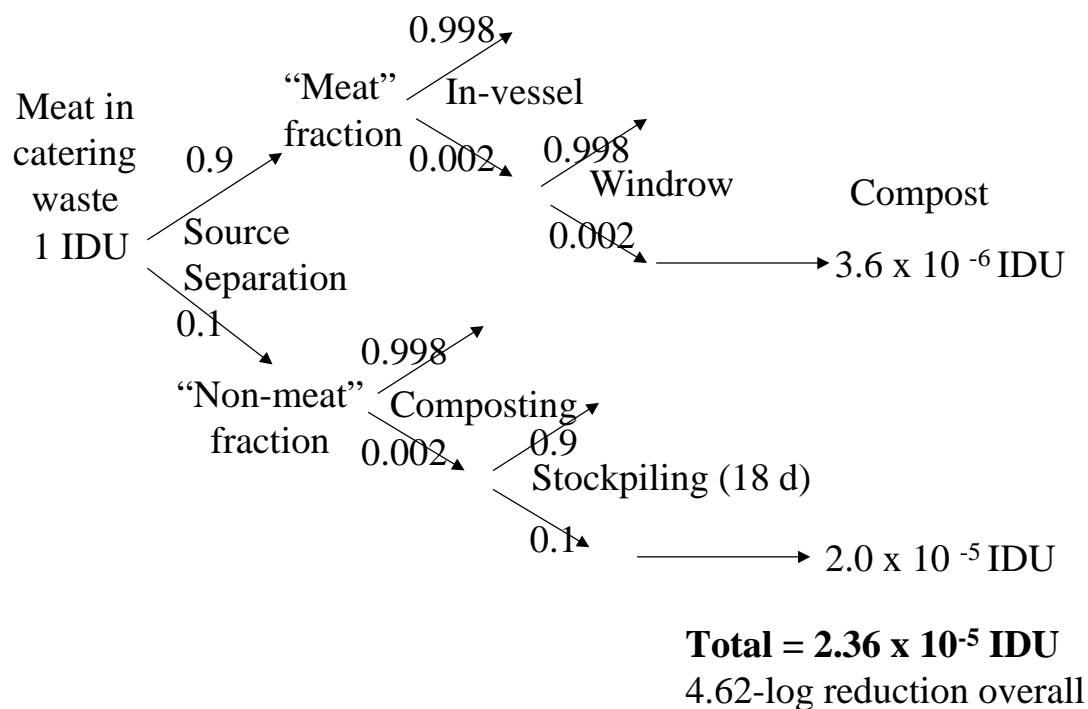 0.998
“Meat”
fraction
In-vessel
Meat in
catering
waste
1 IDU
0.9
0.002
0.998
Windrow
0.002
Compost
3.6 x 10 -6 IDU
Source
Separation
0.1
0.998
“Non-meat”
fraction
Composting
0.002
0.9
Stockpiling (18 d)
0.1
2.0 x 10 -5 IDU
Total = 2.36 x 10-5 IDU
4.62-log reduction overall